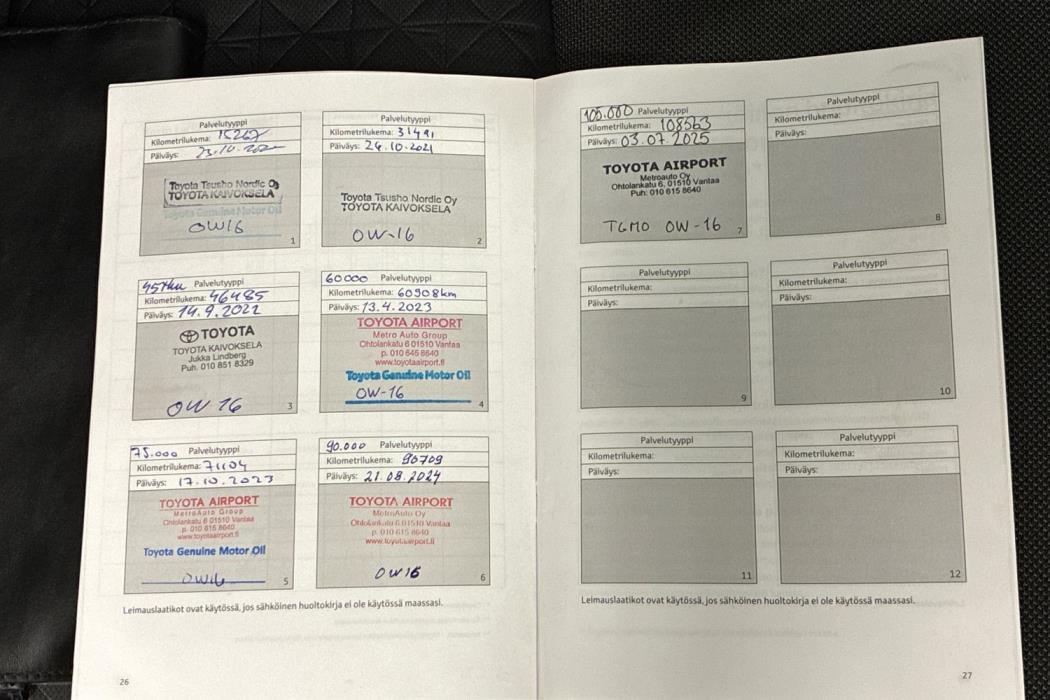 Palvelutyyppi
Kilometrilukema: 15267
Päiväys: 23.10.202
Toyota Tsusho Nordic Oy
TOYOTA KAIVOKSELA
Toyota Genuine Motor Oil
OW16
1
Palvelutyyppi
Kilometrilukema: 31491
Päiväys: 26.10.2021
Toyota Tsusho Nordic Oy
TOYOTA KAIVOKSELA
OW-16
2
45tkm Palvelutyyppi
Kilometrilukema: 46485
Päiväys: 14.9.2022
TOYOTA
TOYOTA KAIVOKSELA
Jukka Lindberg
Puh. 010 851 8329
OW 16
3
60000 Palvelutyyppi
Kilometrilukema: 60908km
Päiväys: 13.4.2023
TOYOTA AIRPORT
Metro Auto Group
Ohtolankatu 6 01510 Vantaa
p. 010 615 8640
www.toyotaairport.fi
Toyota Genuine Motor Oil
OW-16
4
75.000 Palvelutyyppi
Kilometrilukema: 71104
Päiväys: 17.10.2023
TOYOTA AIRPORT
MetroAuto Group
Ohtolankatu 6 01510 Vantaa
p. 010 615 8640
www.toyotaairport.fi
Toyota Genuine Motor Oil
OW16
5
90.000 Palvelutyyppi
Kilometrilukema: 90709
Päiväys: 21.08.2024
TOYOTA AIRPORT
MetroAuto Oy
Ohtolankatu 6 01510 Vantaa
p. 010 615 8640
www.toyotaairport.fi
OW16
6
Leimauslaatikot ovat käytössä, jos sähköinen huoltokirja ei ole käytössä maassasi.
26
105.000 Palvelutyyppi
Kilometrilukema: 108563
Päiväys: 03.07.2025
TOYOTA AIRPORT
Metroauto Oy
Ohtolankatu 6, 01510 Vantaa
Puh: 010 615 8640
TGMO OW-16
7
Palvelutyyppi
Kilometrilukema:
Päiväys:
8
Palvelutyyppi
Kilometrilukema:
Päiväys:
9
Palvelutyyppi
Kilometrilukema:
Päiväys:
10
Palvelutyyppi
Kilometrilukema:
Päiväys:
11
Palvelutyyppi
Kilometrilukema:
Päiväys:
12
Leimauslaatikot ovat käytössä, jos sähköinen huoltokirja ei ole käytössä maassasi.
27